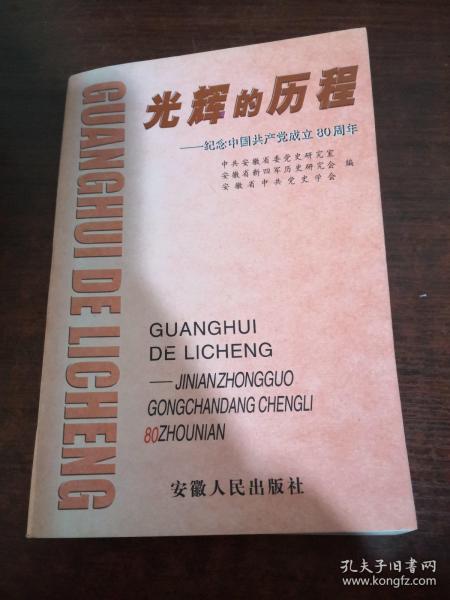 GUANGHUI DE LICHENG
光辉的历程
——纪念中国共产党成立80周年
中共安徽省委党史研究室
安徽省新四军历史研究会 编
安徽省中共党史学会
GUANGHUI
DE LICHENG
——JINIANZHONGGUO
GONGCHANDANG CHENGLI
80ZHOUNIAN
安徽人民出版社
孔夫子旧书网
www.kongfz.com